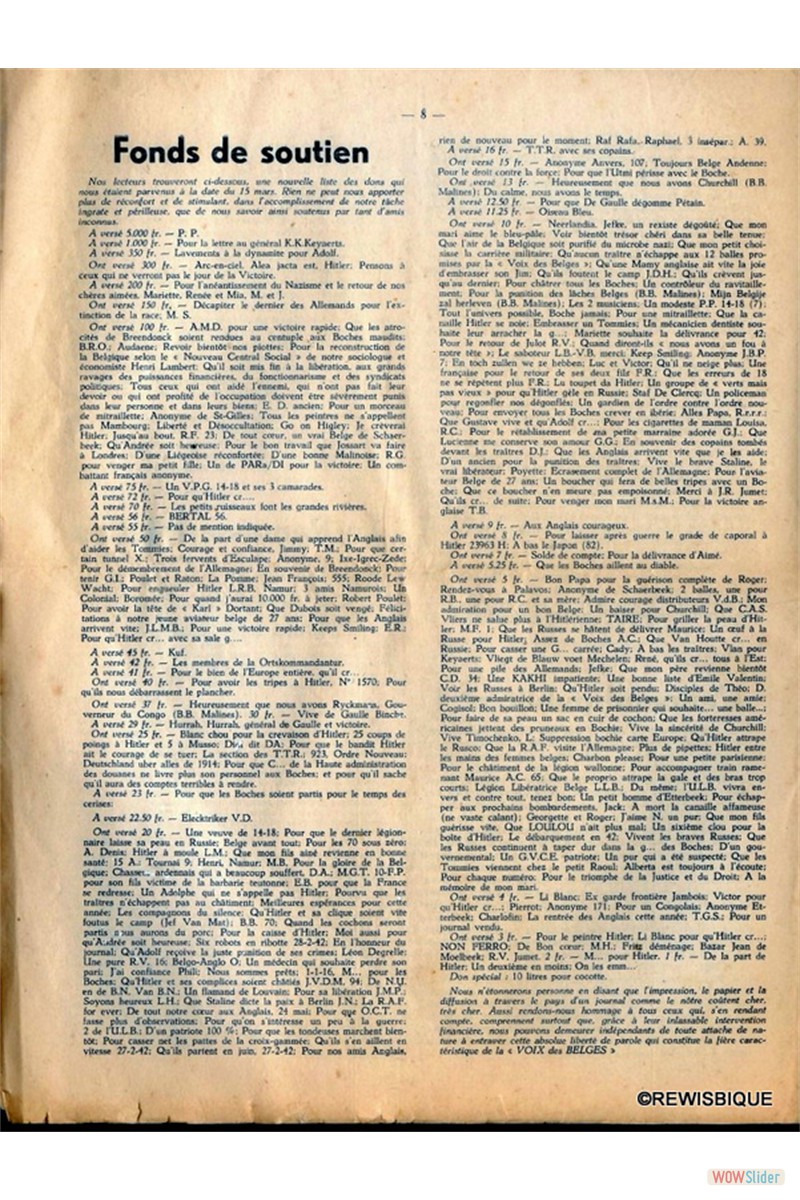 — 8 —
Fonds de soutien
Nos lecteurs trouveront ci-dessous, une nouvelle liste des dons qui
nous étaient parvenus à la date du 15 mars. Rien ne peut nous apporter
plus de réconfort et de stimulant, dans l'accomplissement de notre tâche
ingrate et périlleuse, que de nous savoir ainsi soutenus par tant d'amis
inconnus.
A versé 5.000 fr. — P. P.
A versé 1.000 fr. — Pour la lettre au général K.K.Keyaerts.
A versé 350 fr. — Lavements à la dynamite pour Adolf.
Ont versé 300 fr. — Arc-en-ciel. Alea jacta est, Hitler; Pensons à
ceux qui ne verront pas le jour de la Victoire.
A versé 200 fr. — Pour l'anéantissement du Nazisme et le retour de nos
chères aimées, Mariette, Renée et Mia, M. et J.
Ont versé 150 fr. — Décapiter le dernier des Allemands pour l'ex-
tinction de la race; M. S.
Ont versé 100 fr. — A.M.D. pour une victoire rapide; Que les atro-
cités de Breendonck soient rendues au centuple aux Boches maudits;
B.R.O.; Audaene; Revoir bientôt nos piottes; Pour la reconstruction de
la Belgique selon le « Nouveau Central Social » de notre sociologue et
économiste Henri Lambert; Qu'il soit mis fin à la libération, aux grands
ravages des puissances financières, du fonctionnarisme et des syndicats
politiques; Tous ceux qui ont aidé l'ennemi, qui n'ont pas fait leur
devoir ou qui ont profité de l'occupation doivent être sévèrement punis
dans leur personne et dans leurs biens; E. D. ancien; Pour un morceau
de mitraillette; Anonyme de St-Gilles; Tous les peintres ne s'appellent
pas Mambourg; Liberté et Désoccultation; Go on Higley; Je crèverai
Hitler; Jusqu'au bout. R.F. 23; De tout cœur, un vrai Belge de Schaer-
beek; Qu'Andrée soit heureuse; Pour le bon travail que Jossart va faire
à Londres; D'une Liégeoise réconfortée; D'une bonne Malinoise; R.G.
pour venger ma petit fille; Un de PARa/DI pour la victoire; Un com-
battant français anonyme.
A versé 75 fr. — Un V.P.G. 14-18 et ses 3 camarades.
A versé 72 fr. — Pour qu'Hitler cr....
A versé 70 fr. — Les petits ruisseaux font les grandes rivières.
A versé 56 fr. — BERTAL 56.
A versé 55 fr. — Pas de mention indiquée.
Ont versé 50 fr. — De la part d'une dame qui apprend l'Anglais afin
d'aider les Tommies; Courage et confiance, Jimmy; T.M.; Pour que cer-
tain tunnel X.; Trois fervents d'Esculape; Anonyme, 9; Ixe-Igrec-Zède;
Pour le démembrement de l'Allemagne; En souvenir de Breendonck; Pour
tenir G.I.; Poulet et Raton; La Pomme; Jean François; 555; Roode Lew
Wacht; Pour engueuler Hitler L.R.B. Namur; 3 amis Namurois; Un
Colonial; Boromée; Pour quand j'aurai 10.000 fr. à jeter; Robert Poulet;
Pour avoir la tête de « Karl » Dortant; Que Dubois soit vengé; Félici-
tations à notre jeune aviateur belge de 27 ans; Pour que les Anglais
arrivent vite; J.L.M.B.; Pour une victoire rapide; Keeps Smiling; E.R.;
Pour qu'Hitler cr... avec sa sale g....
A versé 45 fr. — Kuf.
A versé 42 fr. — Les membres de la Ortskommandantur.
A versé 41 fr. — Pour le bien de l'Europe entière, qu'il cr...
Ont versé 40 fr. — Pour avoir les tripes à Hitler, N° 1570; Pour
qu'ils nous débarrassent le plancher.
Ont versé 37 fr. — Heureusement que nous avons Ryckmans, Gou-
verneur du Congo (B.B. Malines). 30 fr. — Vive de Gaulle Binche.
A versé 29 fr. — Hurrah, Hurrah, général de Gaulle et victoire.
Ont versé 25 fr. — Blanc chou pour la crevaison d'Hitler; 25 coups de
poings à Hitler et 5 à Musso; Dia dit DA; Pour que le bandit Hitler
ait le courage de se tuer; La section des T.T.R.; 923, Ordre Nouveau;
Deutschland uber alles de 1914; Pour que C... de la Haute administration
des douanes ne livre plus son personnel aux Boches; et pour qu'il sache
qu'il aura des comptes terribles à rendre.
A versé 23 fr. — Pour que les Boches soient partis pour le temps des
cerises;
A versé 22.50 fr. — Elecktriker V.D.
Ont versé 20 fr. — Une veuve de 14-18; Pour que le dernier légion-
naire laisse sa peau en Russie; Belge avant tout; Pour les 70 sous zéro
A. Denis; Hitler à moule L.M.; Que mon fils aîné revienne en bonne
santé; 15 A.; Tournai 9; Henri, Namur; M.B. Pour la gloire de la Bel-
gique; Chasseur ardennais qui a beaucoup souffert. D.A.; M.G.T. 10-F.P.
pour son fils victime de la barbarie teutonne; E.B. pour que la France
se redresse; Un Adolphe qui ne s'appelle pas Hitler; Pourvu que les
traîtres n'échappent pas au châtiment; Meilleures espérances pour cette
année; Les compagnons du silence; Qu'Hitler et sa clique soient vite
foutus le camp (Jef Van Mat); B.B. 70; Quand les cochons seront
partis nous aurons du porc; Pour la caisse d'Hitler; Moi aussi pour
qu'Andrée soit heureuse; Six robots en ribotte 28-2-42; En l'honneur du
journal; Qu'Adolf reçoive la juste punition de ses crimes; Léon Degrelle;
Une pure R.V. 16; Belgo-Anglo O; Un médecin qui souhaite perdre son
pari; J'ai confiance Phil; Nous sommes prêts; 1-1-16, M... pour les
Boches; Qu'Hitler et ses complices soient châtiés J.V.D.M. 94; De N.U.
en de B.N. Van B.N.; Un flamand de Louvain; Pour sa libération J.M.P.;
Soyons heureux L.H.; Que Staline dicte la paix à Berlin J.N.; La R.A.F.
for ever; De tout notre cœur aux Anglais, 24 mai; Pour que O.C.T. ne
fasse plus d'observations; Pour qu'on s'intéresse un peu à la guerre;
2 de l'U.L.B; D'un patriote 100 %; Pour que les tondeuses marchent bien-
tôt; Pour casser net les pattes de la croix-gammée; Qu'ils s'en aillent en
vitesse 27-2-42; Qu'ils partent en juin, 27-2-42; Pour nos amis Anglais,
rien de nouveau pour le moment; Raf Rafa, Raphael, 3 insépar.; A. 39.
A versé 16 fr. — T.T.R. avec ses copains.
Ont versé 15 fr. — Anonyme Anvers, 107; Toujours Belge Andenne;
Pour le droit contre la force; Pour que l'Utmi périsse avec le Boche.
Ont versé 13 fr. — Heureusement que nous avons Churchill (B.B.
Malines); Du calme, nous avons le temps.
A versé 12.50 fr. — Pour que De Gaulle dégomme Pétain.
A versé 11.25 fr. — Oiseau Bleu.
Ont versé 10 fr. — Neerlandia, Jefke, un rexiste dégoûté; Que mon
mari aime le bleu-pâle; Voir bientôt trésor chéri dans sa belle tenue;
Que l'air de la Belgique soit purifié du microbe nazi; Que mon petit choi-
sisse la carrière militaire; Qu'aucun traître n'échappe aux 12 balles pro-
mises par la « Voix des Belges »; Qu'une Mamy anglaise ait vite la joie
d'embrasser son Jim; Qu'ils foutent le camp J.D.H.; Qu'ils crèvent jus-
qu'au dernier; Pour châtrer tous les Boches; Un contrôleur du ravitaille-
ment; Pour la punition des lâches Belges (B.B. Malines); Mijn Belgije
zal herleven (B.B. Malines); Les 2 musiciens; Un modeste P.P. 14-18 (7);
Tout l'univers possible, Boche jamais; Pour une mitraillette; Que la ca-
naille Hitler se noie; Embrasser un Tommies; Un mécanicien dentiste sou-
haite leur arracher la g...; Mariette souhaite la délivrance pour 42;
Pour le retour de Julot R.V.; Quand diront-ils « nous avons un fou à
notre tête »; Le saboteur L.B.-V.B. merci; Keep Smiling; Anonyme J.B.P.
7; En toch zullen we ze hebben; Luc et Victor; Qu'il ne neige plus; Une
française pour le retour de ses deux fils F.R.; Que les erreurs de 18
ne se répètent plus F.R.; Lu toupet da Hitler; Un groupe de « verts mais
pas vieux » pour qu'Hitler gèle en Russie; Staf De Clercq; Un policeman
pour regonfler nos dégonflés; Un gardien de l'ordre contre l'ordre nou-
veau; Pour envoyer tous les Boches crever en ibérie; Alles Papa, R.r.r.r.;
Que Gustave vive et qu'Adolf cr...; Pour les cigarettes de maman Louisa,
R.C.; Pour le rétablissement de ma petite marraine adorée G.J.; Que
Lucienne me conserve son amour G.G.; En souvenir des copains tombés
devant les traîtres D.J.; Que les Anglais arrivent vite que je les aide;
D'un ancien pour la punition des traîtres; Vive le brave Staline, le
vrai libérateur; Poyette; Ecrasement complet de l'Allemagne; Pour l'avia-
teur Belge de 27 ans; Un boucher qui fera de belles tripes avec un Bo-
che; Que ce boucher n'en meure pas empoisonné; Merci à J.R. Jumet;
Qu'ils cr... de suite; Pour venger mon mari M.s.M.; Pour la victoire an-
glaise T.B.
A versé 9 fr. — Aux Anglais courageux.
Ont versé 8 fr. — Pour laisser après guerre le grade de caporal à
Hitler 23963 H; A bas le Japon (82).
Ont versé 7 fr. — Solde de compte; Pour la délivrance d'Aimé.
A versé 5.25 fr. — Que les Boches aillent au diable.
Ont versé 5 fr. — Bon Papa pour la guérison complète de Roger;
Rendez-vous à Palavos; Anonyme de Schaerbeek; 2 balles, une pour
R.B., une pour R.C. et sa mère; Admire courage distributeurs V.d.B.; Mon
admiration pour un bon Belge; Un baiser pour Churchill; Que C.A.S.
Vliers ne salue plus à l'Hitlérienne; TAIRE; Pour griller la peau d'Hit-
ler; M.F. 1; Que les Russes se hâtent de délivrer Maurice; Un œuf à la
Russe pour Hitler; Assez de Boches A.C.; Que Van Houtte cr... en
Russie; Pour casser une G... carrée; Cady; A bas les traîtres; Vlan pour
Keyaerts; Vliegt de Blauw voet Mechelen; René, qu'ils cr... tous à l'Est;
Pour une pile des Allemands; Jefke; Que mon père revienne bientôt
C.D. 34; Une KAKHI impatiente; Une bonne liste d'Emile Valentin;
Voir les Russes à Berlin; Qu'Hitler soit pendu; Disciples de Théo; D.
deuxième admiratrice de la « Voix des Belges »; Un ami, une amie;
Coginol; Bon bouillon; Une femme de prisonnier qui souhaite... une balle...;
Pour faire de sa peau un sac en cuir de cochon; Que les forteresses amé-
ricaines jettent des pruneaux en Bochie; Vive la sincérité de Churchill;
Vive Timochenko, L; Suppression bochie carte Europe; Qu'Hitler attrape
le Rusco; Que la R.A.F. visite l'Allemagne; Plus de pipettes; Hitler entre
les mains des femmes belges; Charbon please; Pour une petite parisienne;
Pour le châtiment de la légion wallonne; Pour accompagner train rame-
nant Maurice A.C. 65; Que le proprio attrape la gale et des bras trop
courts; Légion Libératrice Belge L.L.B.; Du même; l'U.L.B. vivra en-
vers et contre tout, tenez bon; Un petit homme d'Etterbeek; Pour échap-
per aux prochains bombardements, Jack; A mort la canaille affameuse
(ne vaste calant); Georgette et Roger; J'aime N. un pur; Que mon fils
guérisse vite; Que LOULOU n'ait plus mal; Un sixième clou pour la
boîte d'Hitler; Le débarquement en 42; Vivent les braves Russes; Que
les Russes continuent à taper dur dans la g... des Boches; D'un gou-
vernemental; Un G.V.C.E. patriote; Un pur qui a été suspecté; Que les
Tommies viennent chez le petit Raoul; Alberta est toujours à l'écoute;
Pour chaque numéro; Pour le triomphe de la Justice et du Droit; A la
mémoire de mon mari.
Ont versé 4 fr. — Li Blanc; Ex garde frontière Jambois; Victor pour
qu'Hitler cr...; Pierrot; Anonyme 171; Pour un Congolais; Anonyme Et-
terbeek; Charlofin; La rentrée des Anglais cette année; T.G.S.; Pour un
journal vendu.
Ont versé 3 fr. — Pour le peintre Hitler; Li Blanc pour qu'Hitler cr...;
NON FERRO; De Bon cœur; M.H.; Fritz déménage; Bazar Jean de
Moelbeek; R.V. Jumet. 2 fr. — M... pour Hitler. 1 fr. — De la part de
Hitler; Un deuxième en moins; On les emm...
Don spécial : 10 litres pour cocotte.
Nous n'étonnerons personne en disant que l'impression, le papier et la
diffusion à travers le pays d'un journal comme le nôtre coûtent cher,
très cher. Aussi rendons-nous hommage à tous ceux qui, s'en rendant
compte, comprennent surtout que, grâce à leur inlassable intervention
financière, nous pouvons demeurer indépendants de toute attache de na-
ture à entraver cette absolue liberté de parole qui constitue la fière carac-
téristique de la « VOIX des BELGES »
©REWISBIQUE
WOWSlider